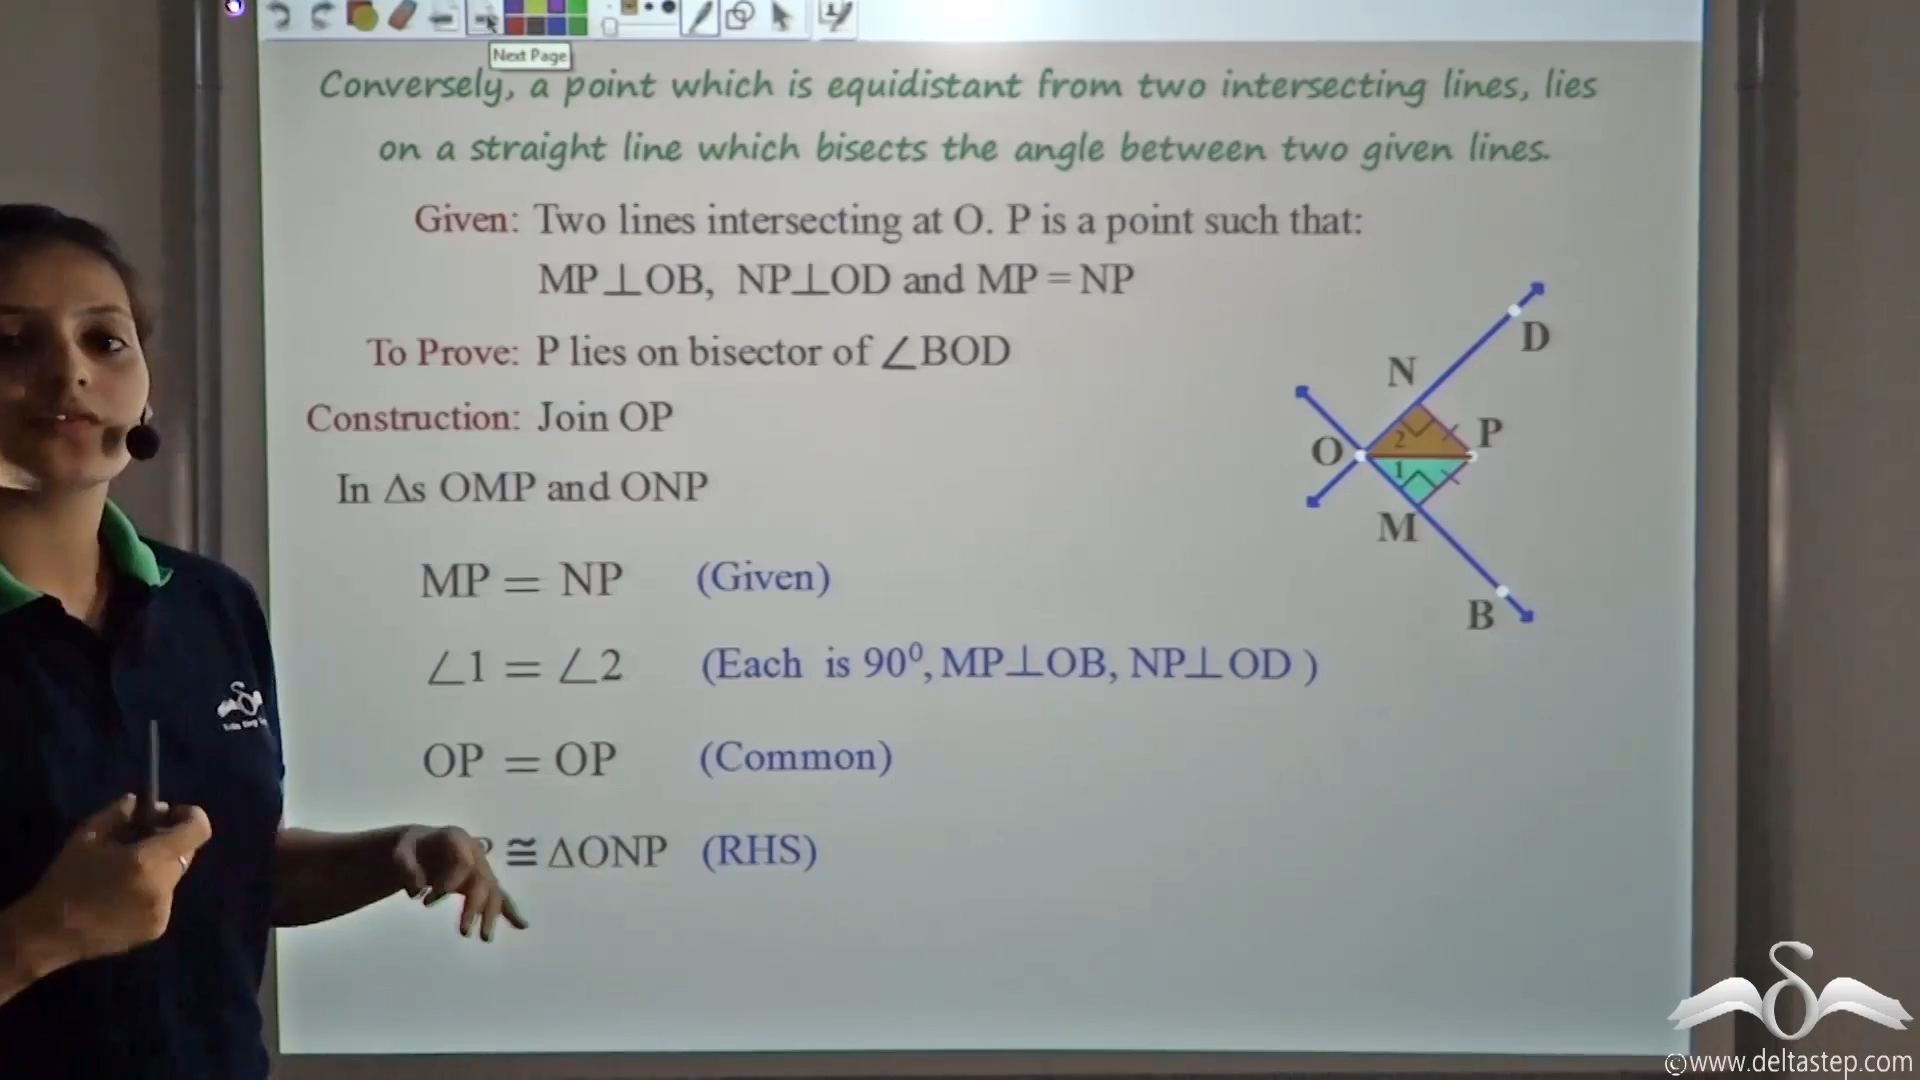 Next Page
Conversely, a point which is equidistant from two intersecting lines, lies
on a straight line which bisects the angle between two given lines.
Given: Two lines intersecting at O. P is a point such that:
MP⊥OB, NP⊥OD and MP = NP
To Prove: P lies on bisector of ∠BOD
Construction: Join OP
In Δs OMP and ONP
MP = NP (Given)
∠1 = ∠2 (Each is 90⁰, MP⊥OB, NP⊥OD )
OP = OP (Common)
≅ ΔONP (RHS)
D
N
2
P
O
1
M
B
©www.deltastep.com